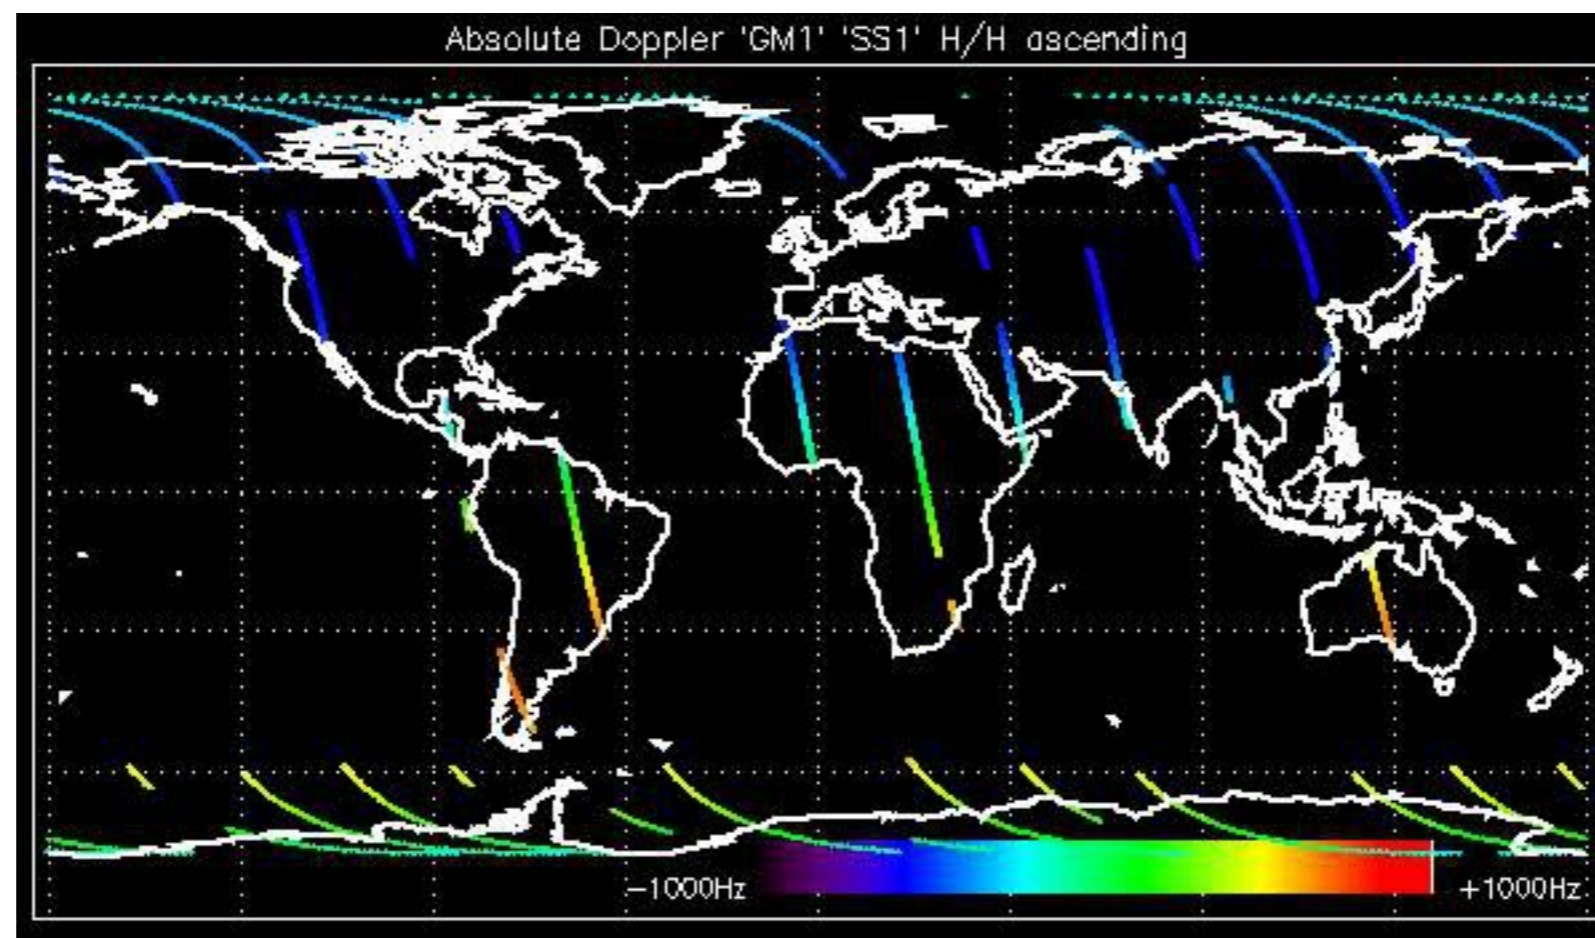 Absolute Doppler 'GM1' 'SS1' H/H ascending
−1000Hz
+1000Hz